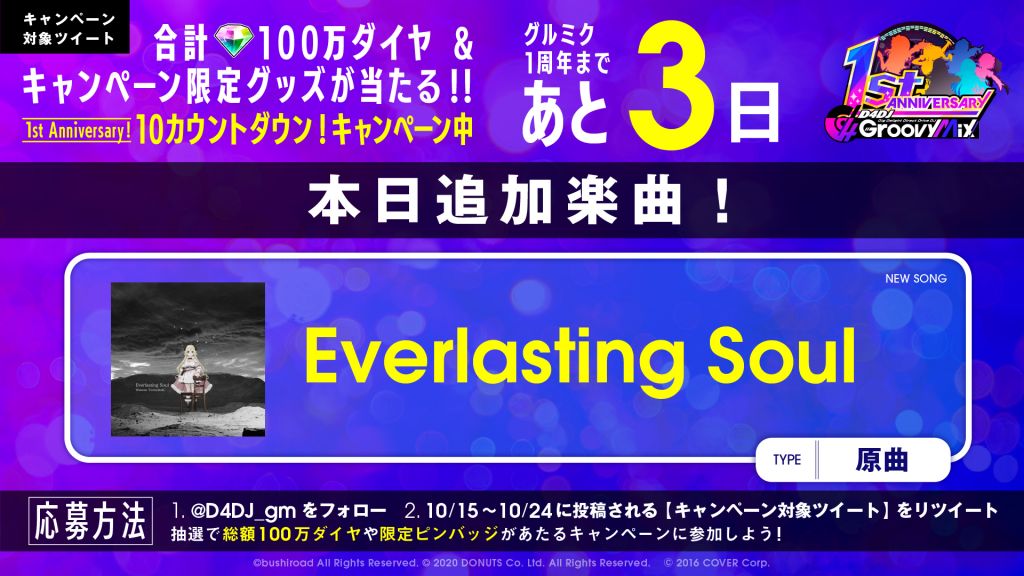 キャンペーン
対象ツイート
合計 100万ダイヤ &
キャンペーン限定グッズが当たる!!
1st Anniversary! 10カウントダウン!キャンペーン中
グルミク
1周年まで
あと3日
1st
ANNIVERSARY
D4DJ
Groovy Mix
本日追加楽曲!
NEW SONG
Everlasting Soul
Everlasting Soul
TYPE 原曲
応募方法
1. @D4DJ_gm をフォロー 2. 10/15~10/24に投稿される【キャンペーン対象ツイート】をリツイート
抽選で総額100万ダイヤや限定ピンバッジがあたるキャンペーンに参加しよう!
©bushiroad All Rights Reserved. © 2020 DONUTS Co. Ltd. All Rights Reserved. © 2016 COVER Corp.